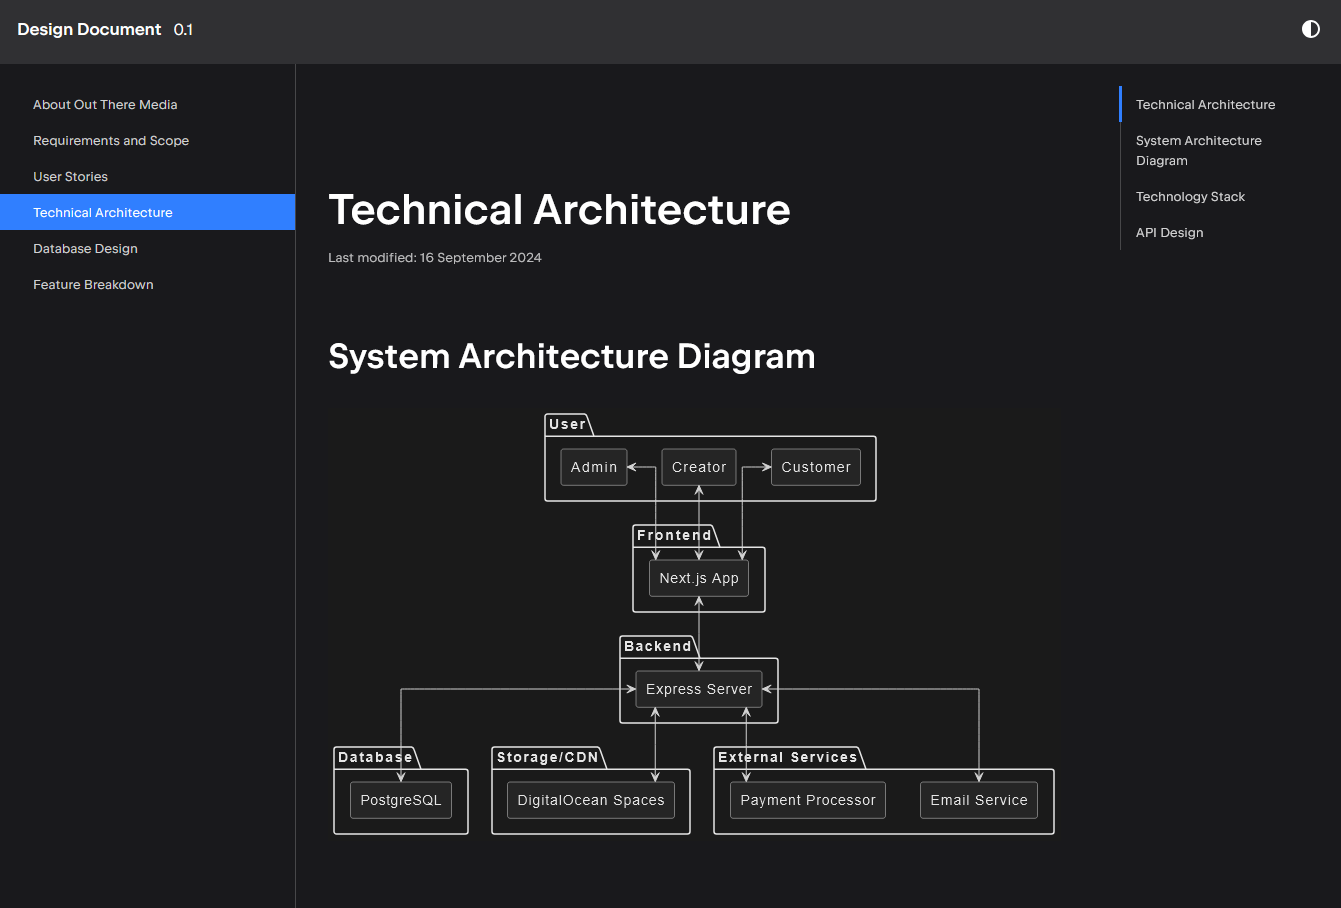 Design Document 0.1
About Out There Media
Requirements and Scope
User Stories
Technical Architecture
Database Design
Feature Breakdown
Technical Architecture
Last modified: 16 September 2024
System Architecture Diagram
User
Admin
Creator
Customer
Frontend
Next.js App
Backend
Express Server
Database
PostgreSQL
Storage/CDN
DigitalOcean Spaces
External Services
Payment Processor
Email Service
Technical Architecture
System Architecture
Diagram
Technology Stack
API Design